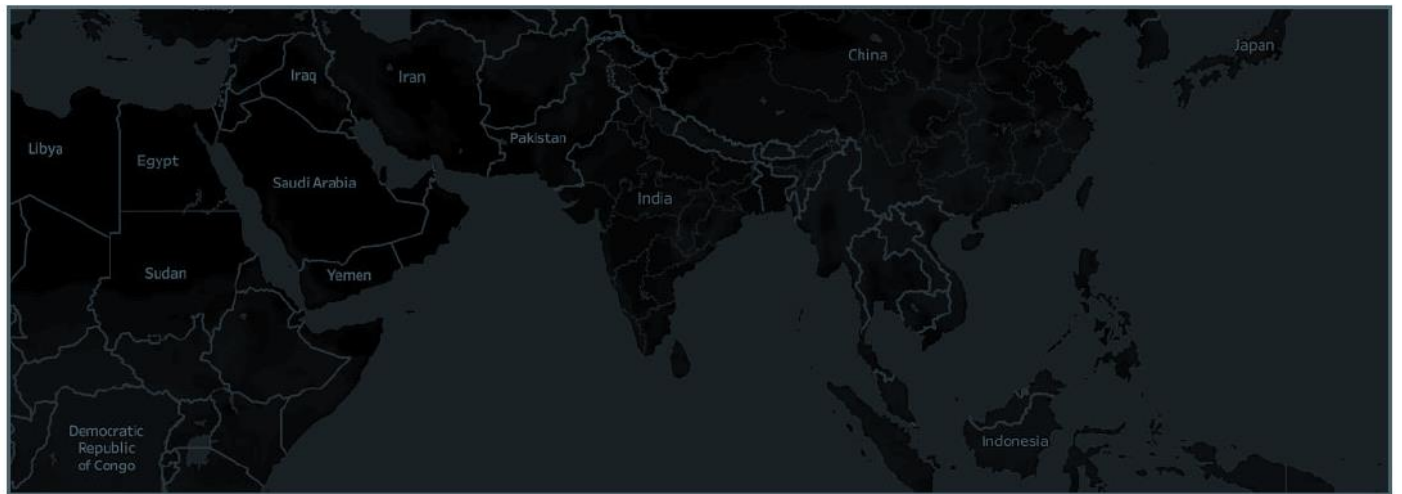 Japan
China
Iraq
Iran
Pakistan
Libya
Egypt
Saudi Arabia
India
Sudan
Yemen
Democratic
Republic
of Congo
Indonesia